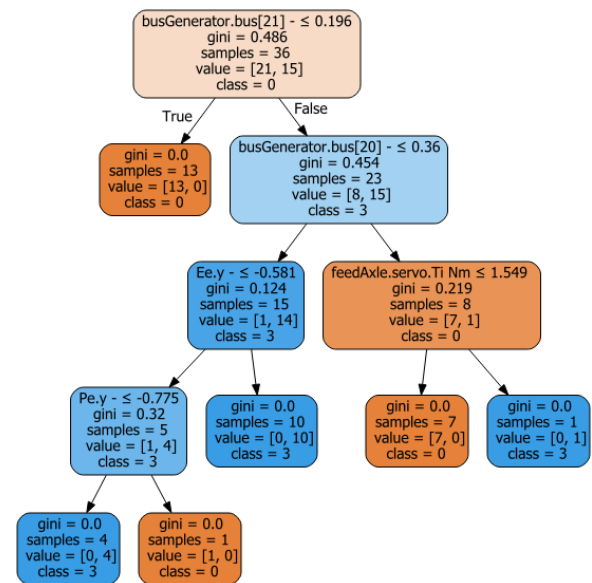 busGenerator.bus[21] - ≤ 0.196
gini = 0.486
samples = 36
value = [21, 15]
class = 0
True
False
gini = 0.0
samples = 13
value = [13, 0]
class = 0
busGenerator.bus[20] - ≤ 0.36
gini = 0.454
samples = 23
value = [8, 15]
class = 3
Ee.y - ≤ -0.581
gini = 0.124
samples = 15
value = [1, 14]
class = 3
feedAxle.servo.Ti Nm ≤ 1.549
gini = 0.219
samples = 8
value = [7, 1]
class = 0
Pe.y - ≤ -0.775
gini = 0.32
samples = 5
value = [1, 4]
class = 3
gini = 0.0
samples = 10
value = [0, 10]
class = 3
gini = 0.0
samples = 7
value = [7, 0]
class = 0
gini = 0.0
samples = 1
value = [0, 1]
class = 3
gini = 0.0
samples = 4
value = [0, 4]
class = 3
gini = 0.0
samples = 1
value = [1, 0]
class = 0